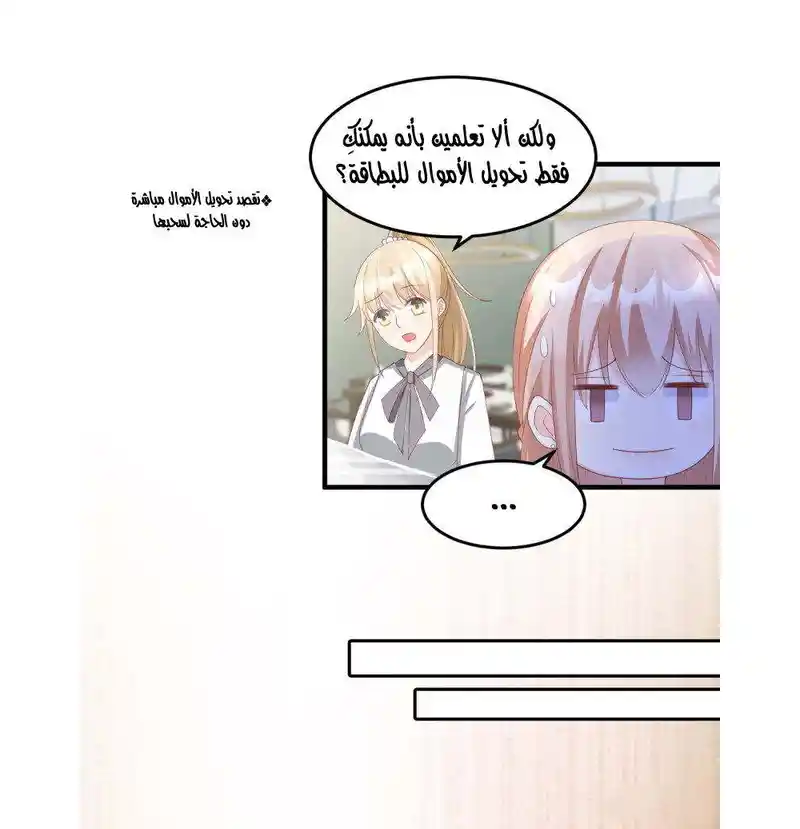 ولكن ألا تعلمين بأنه يمكنكِ
فقط تحويل الأموال للبطاقة؟
❖تقصد تحويل الأموال مباشرة
دون الحاجة لسحبها
...